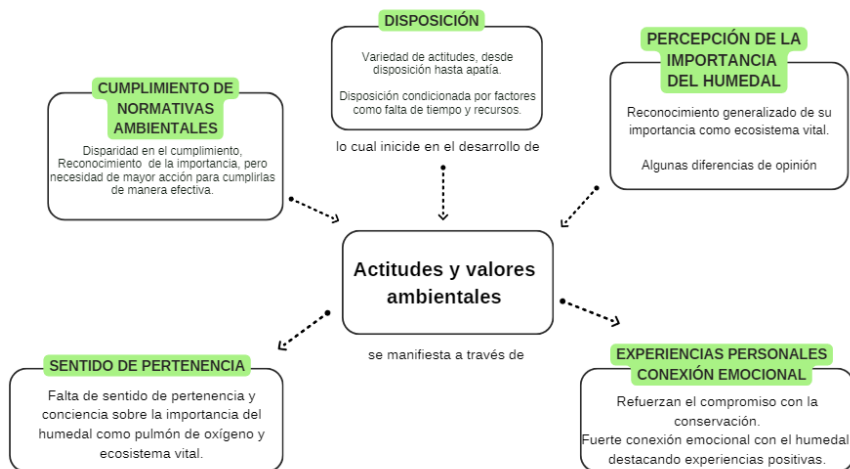 DISPOSICIÓN
Variedad de actitudes, desde
disposición hasta apatía.
Disposición condicionada por factores
como falta de tiempo y recursos.
lo cual inicide en el desarrollo de
CUMPLIMIENTO DE
NORMATIVAS
AMBIENTALES
Disparidad en el cumplimiento,
Reconocimiento de la importancia, pero
necesidad de mayor acción para cumplirlas
de manera efectiva.
PERCEPCIÓN DE LA
IMPORTANCIA
DEL HUMEDAL
Reconocimiento generalizado de su
importancia como ecosistema vital.
Algunas diferencias de opinión
Actitudes y valores
ambientales
se manifiesta a través de
SENTIDO DE PERTENENCIA
Falta de sentido de pertenencia y
conciencia sobre la importancia del
humedal como pulmón de oxígeno y
ecosistema vital.
EXPERIENCIAS PERSONALES
CONEXIÓN EMOCIONAL
Refuerzan el compromiso con la
conservación.
Fuerte conexión emocional con el humedal
destacando experiencias positivas.